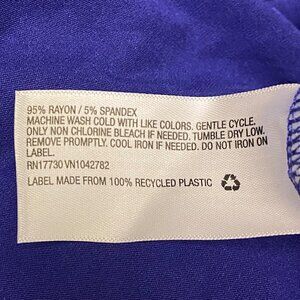 95% RAYON / 5% SPANDEX
MACHINE WASH COLD WITH LIKE COLORS. GENTLE CYCLE.
ONLY NON CHLORINE BLEACH IF NEEDED. TUMBLE DRY LOW.
REMOVE PROMPTLY. COOL IRON IF NEEDED. DO NOT IRON ON
LABEL.
RN17730 VN1042782
LABEL MADE FROM 100% RECYCLED PLASTIC